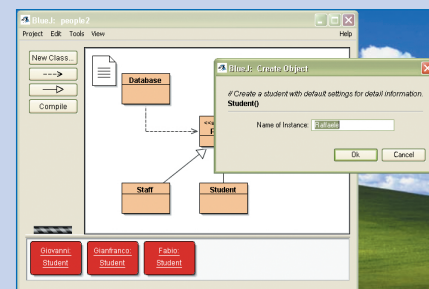 BlueJ: people2
Project Edit Tools View Help
New Class...
Compile
Database
Staff
Student
BlueJ: Create Object
// Create a student with default settings for detail information.
Student()
Name of Instance: Raffaele
Ok Cancel
Giovanni:
Student
Gianfranco:
Student
Fabio:
Student